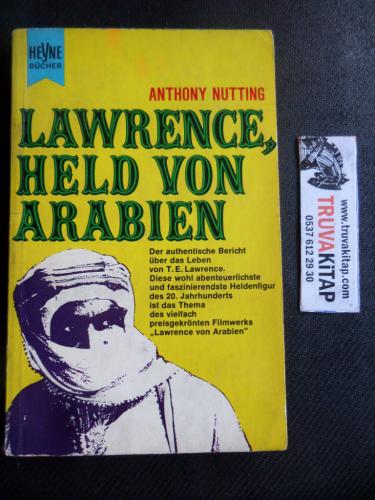 HEYNE
BÜCHER
ANTHONY NUTTING
LAWRENCE,
HELD VON
ARABIEN
Der authentische Bericht
über das Leben
von T. E. Lawrence.
Diese wohl abenteuerlichste
und faszinierendste Heldenfigur
des 20. Jahrhunderts
ist das Thema
des vielfach
preisgekrönten Filmwerks
„Lawrence von Arabien"
www.truvakitap.com
TRUVAKiTAP
0537 612 29 30